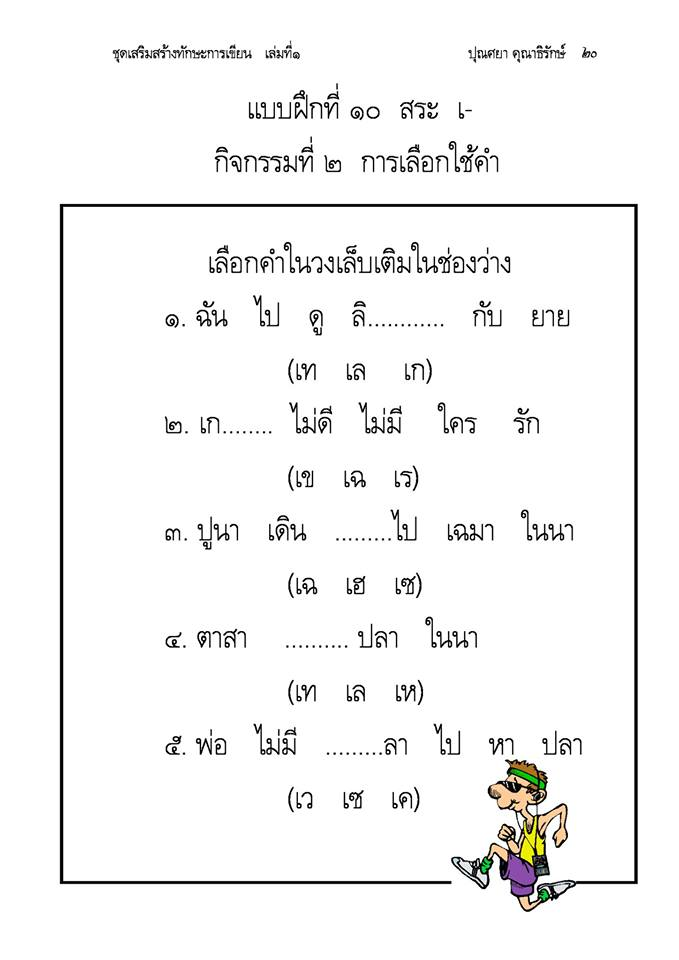 ชุดเสริมสร้างทักษะการเขียน เล่มที่๑ ปุณศยา คุณาธิรักษ์ ๒๐
แบบฝึกที่ ๑๐ สระ เ-
กิจกรรมที่ ๒ การเลือกใช้คำ
เลือกคำในวงเล็บเติมในช่องว่าง
๑. ฉัน ไป ดู ลิ............ กับ ยาย
(เท เล เก)
๒. เก........ ไม่ดี ไม่มี ใคร รัก
(เข เฉ เร)
๓. ปูนา เดิน .........ไป เฉมา ในนา
(เฉ เฮ เซ)
๔. ตาสา .......... ปลา ในนา
(เท เล เห)
๕. พ่อ ไม่มี .........ลา ไป หา ปลา
(เว เซ เค)